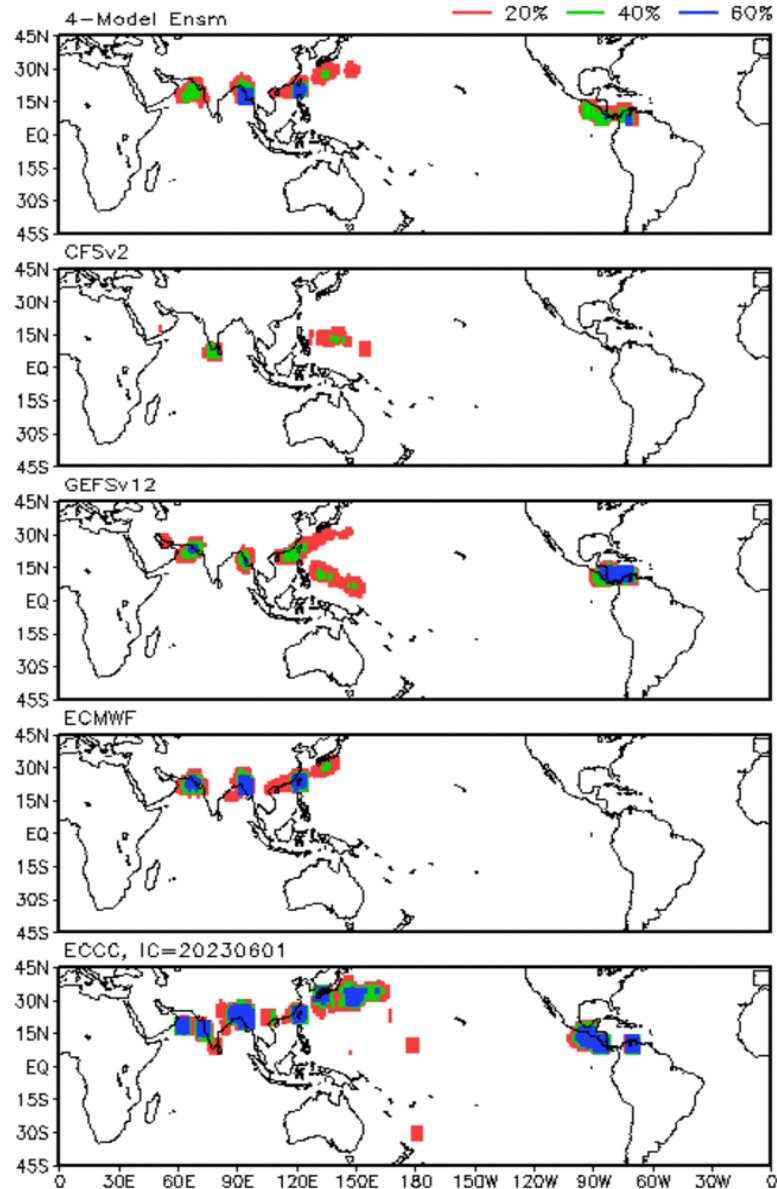 4-Model Ensm 20% 40% 60%
45N
30N
15N
EQ
15S
30S
45S
CFSv2
45N
30N
15N
EQ
15S
30S
45S
GEFSv12
45N
30N
15N
EQ
15S
30S
45S
ECMWF
45N
30N
15N
EQ
15S
30S
45S
ECCC, IC=20230601
45N
30N
15N
EQ
15S
30S
45S
0 30E 60E 90E 120E 150E 180 150W 120W 90W 60W 30W 0